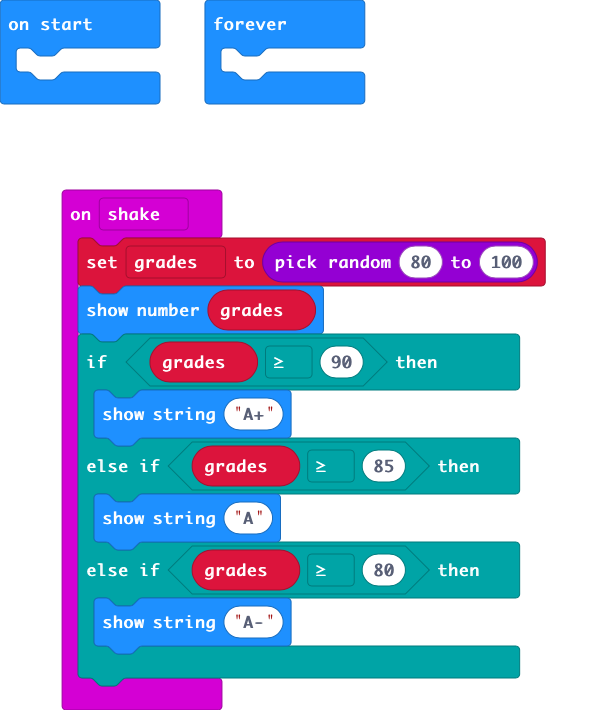 on start forever
on shake
set grades to pick random 80 to 100
show number grades
if grades ≥ 90 then
show string "A+"
else if grades ≥ 85 then
show string "A"
else if grades ≥ 80 then
show string "A-"